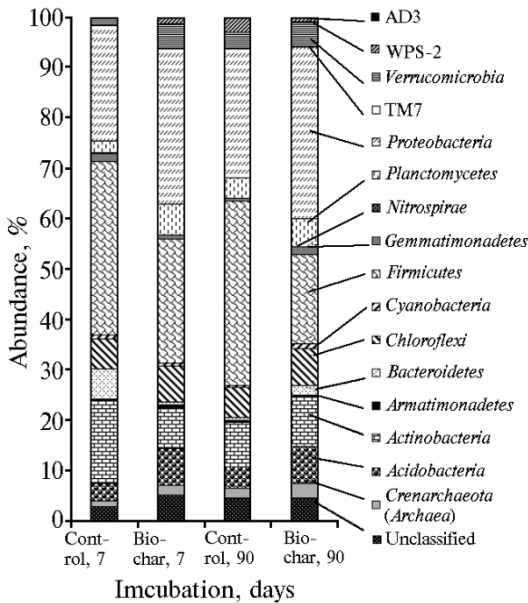 100
90
80
70
60
50
40
30
20
10
0
Abundance, %
Cont-
rol, 7
Bio-
char, 7
Cont-
rol, 90
Bio-
char, 90
Imcubation, days
AD3
WPS-2
Verrucomicrobia
TM7
Proteobacteria
Planctomycetes
Nitrospirae
Gemmatimonadetes
Firmicutes
Cyanobacteria
Chloroflexi
Bacteroidetes
Armatimonadetes
Actinobacteria
Acidobacteria
Crenarchaeota
(Archaea)
Unclassified